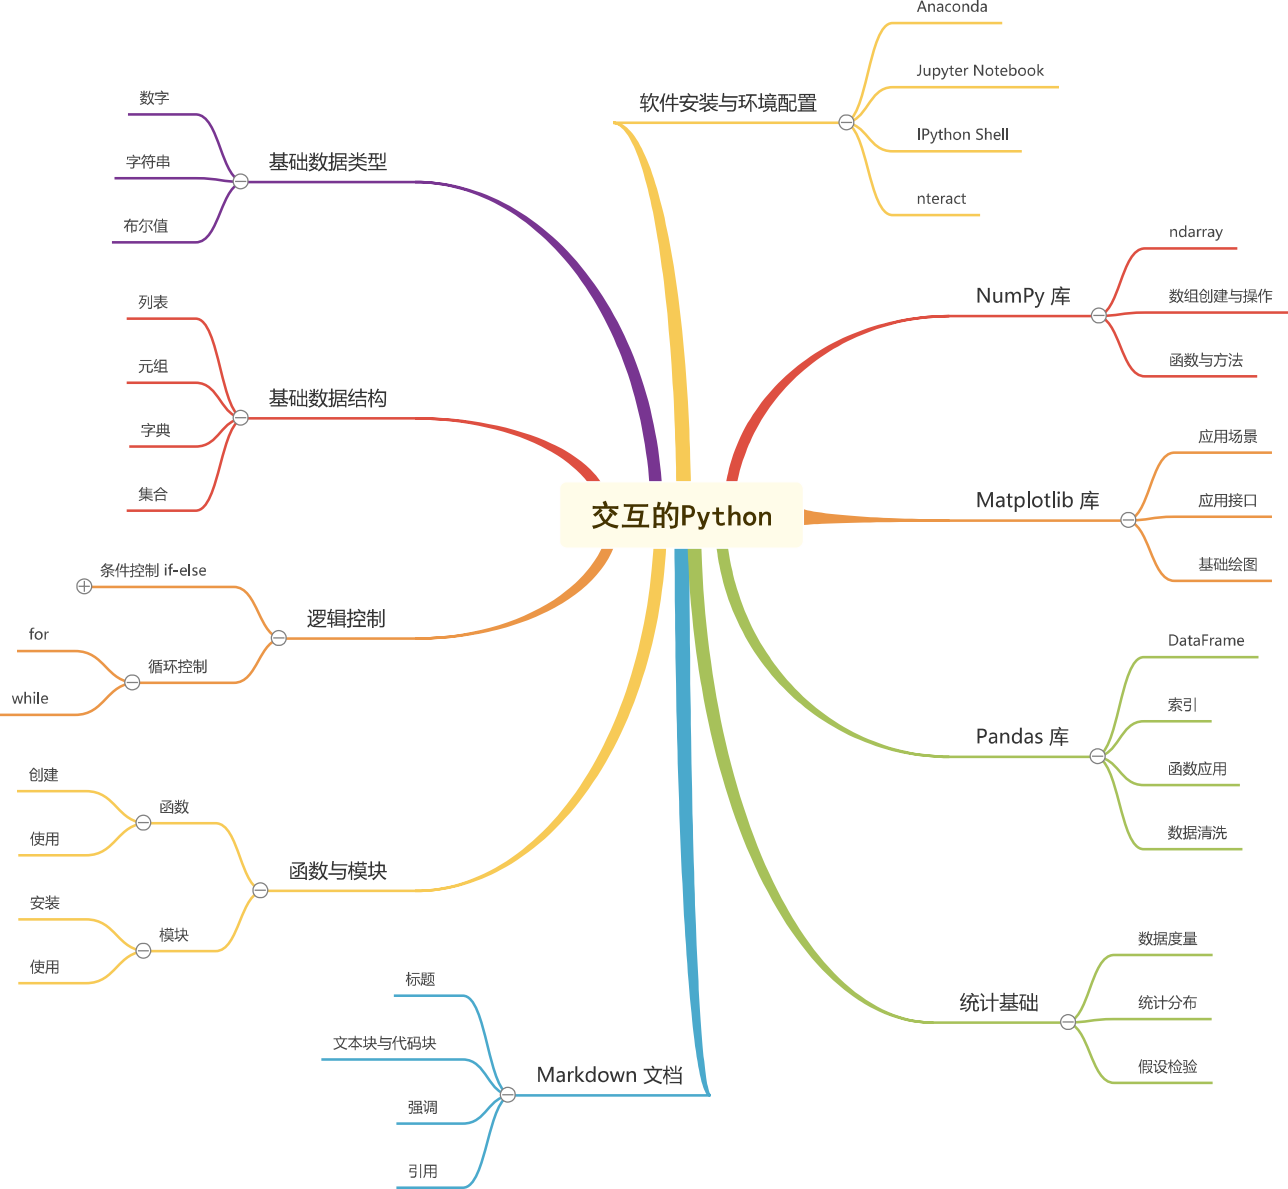 交互的Python
软件安装与环境配置
Anaconda
Jupyter Notebook
IPython Shell
nteract
NumPy 库
ndarray
数组创建与操作
函数与方法
Matplotlib 库
应用场景
应用接口
基础绘图
Pandas 库
DataFrame
索引
函数应用
数据清洗
统计基础
数据度量
统计分布
假设检验
基础数据类型
数字
字符串
布尔值
基础数据结构
列表
元组
字典
集合
逻辑控制
条件控制 if-else
循环控制
for
while
函数与模块
函数
创建
使用
模块
安装
使用
Markdown 文档
标题
文本块与代码块
强调
引用